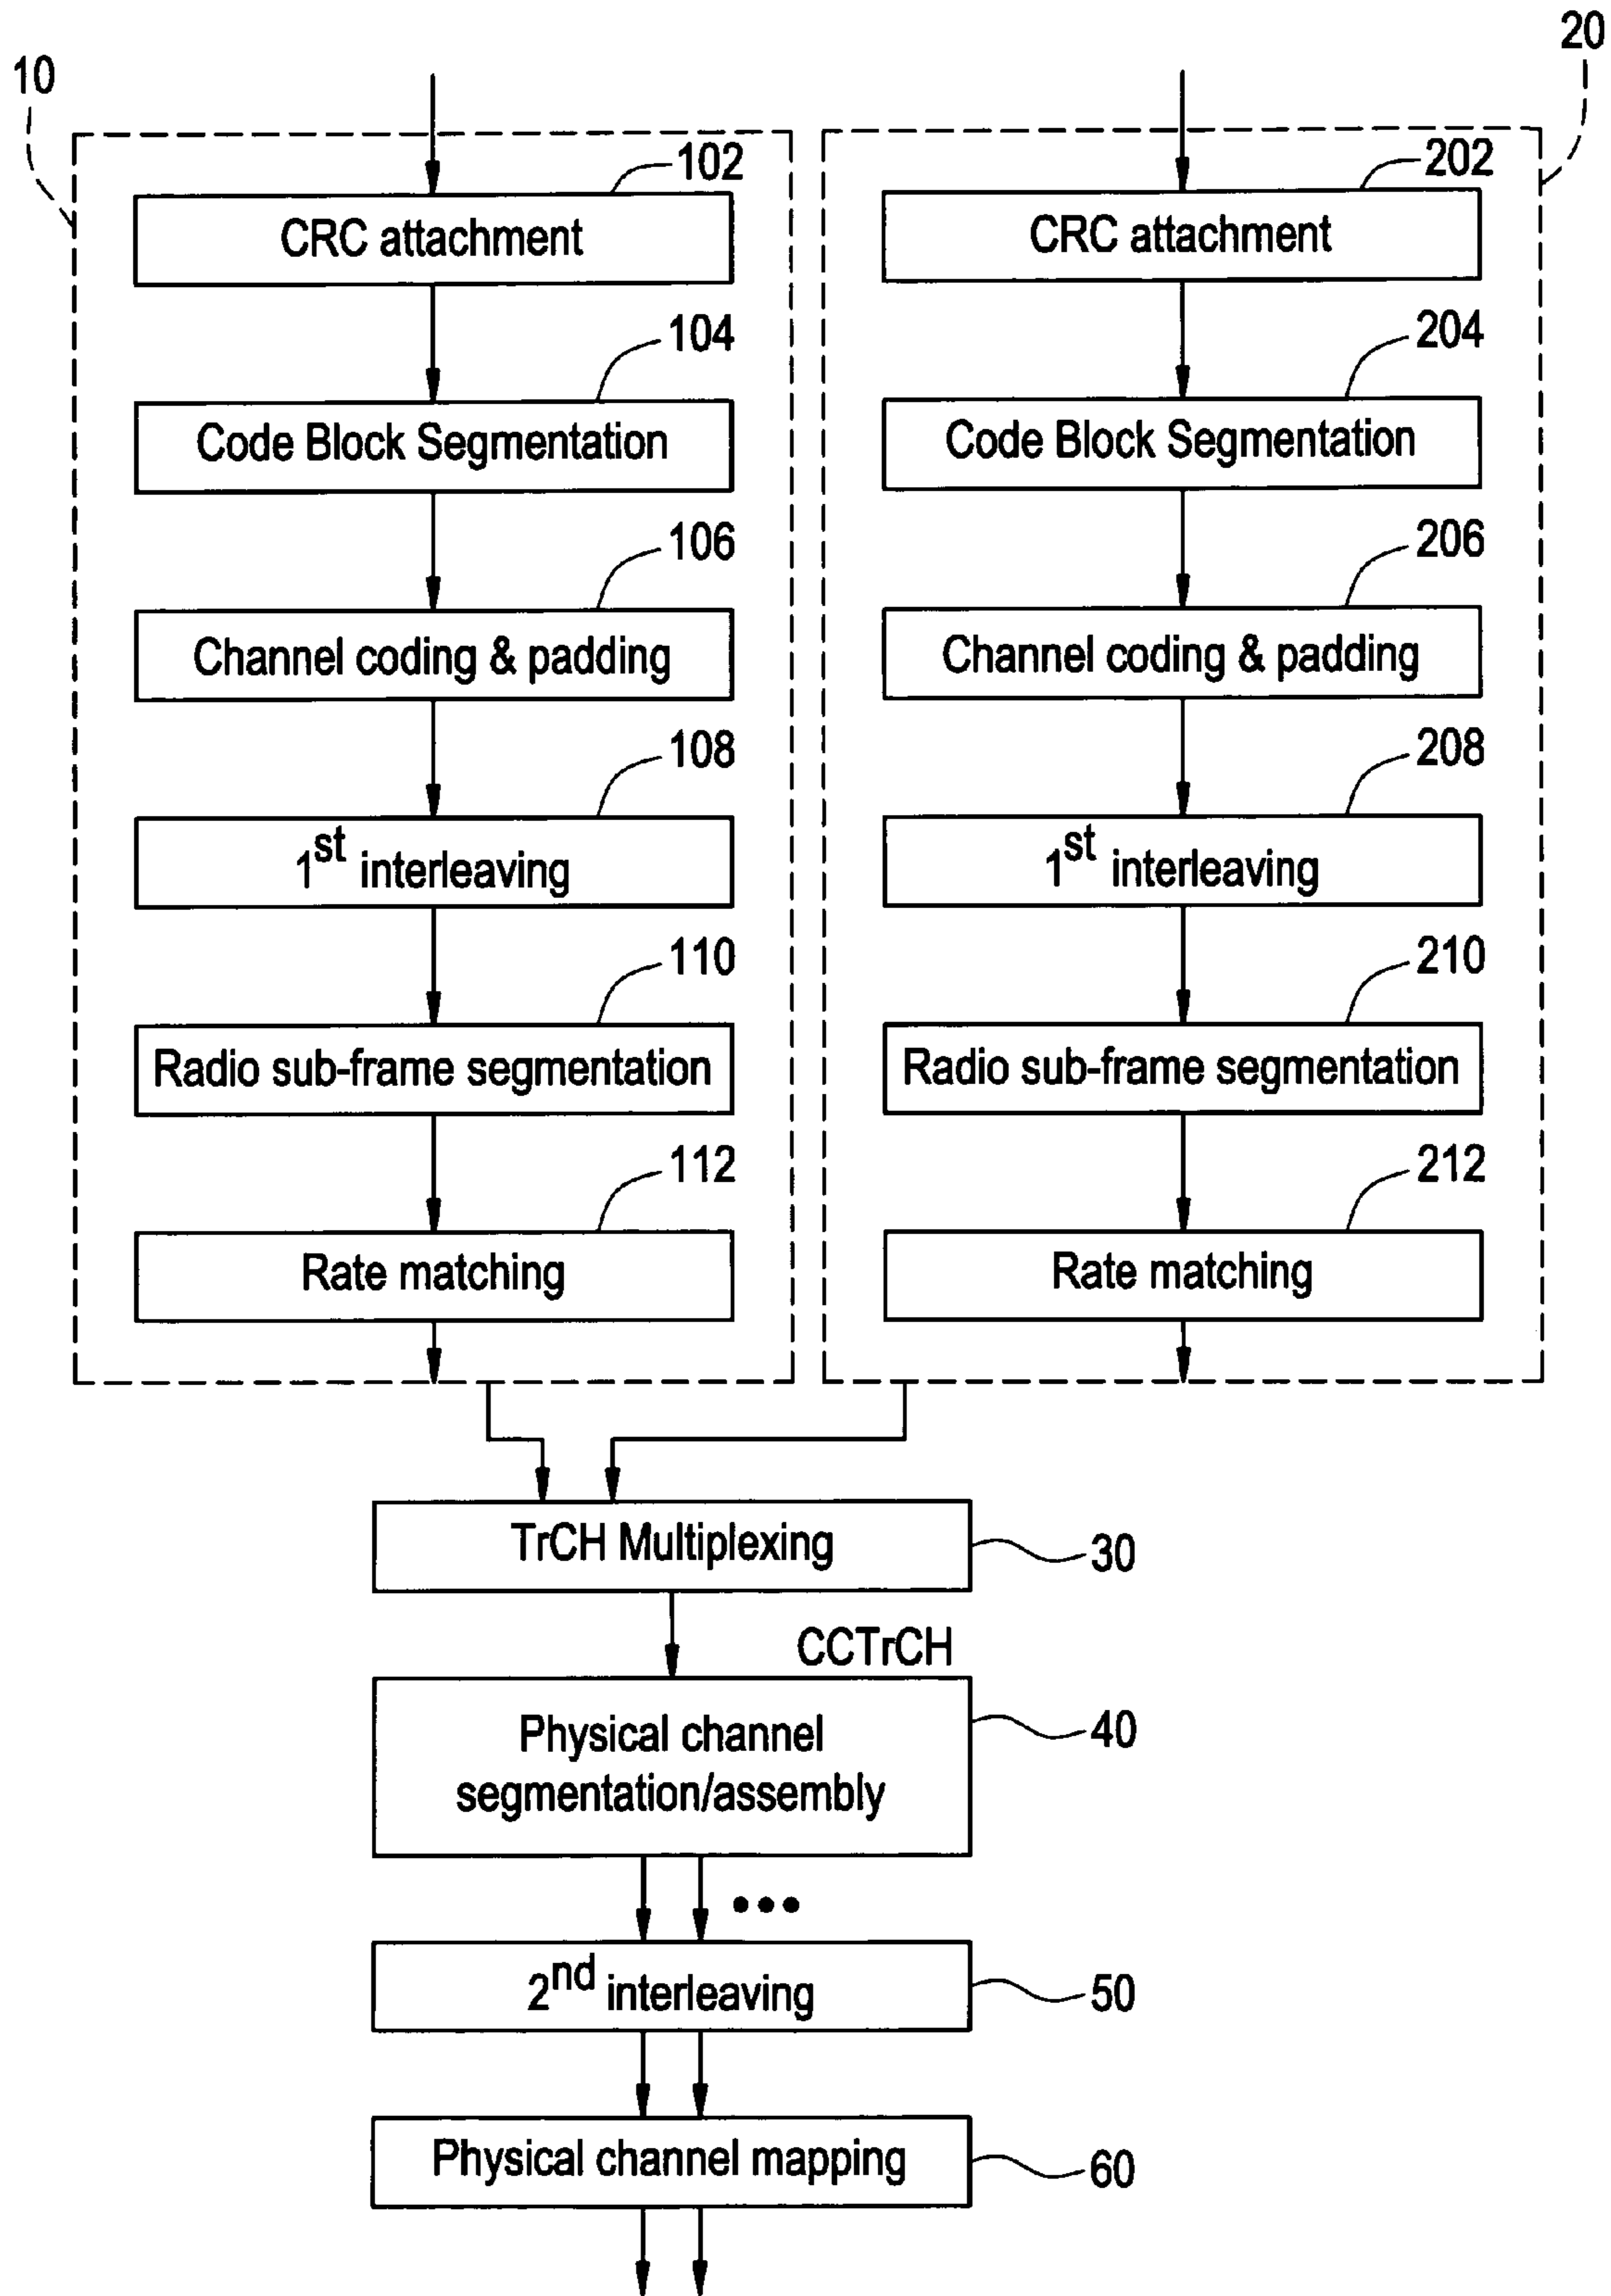 10
20
102
CRC attachment
202
CRC attachment
104
Code Block Segmentation
204
Code Block Segmentation
106
Channel coding & padding
206
Channel coding & padding
108
1st interleaving
208
1st interleaving
110
Radio sub-frame segmentation
210
Radio sub-frame segmentation
112
Rate matching
212
Rate matching
TrCH Multiplexing
30
CCTrCH
Physical channel
segmentation/assembly
40
•••
2nd interleaving
50
Physical channel mapping
60